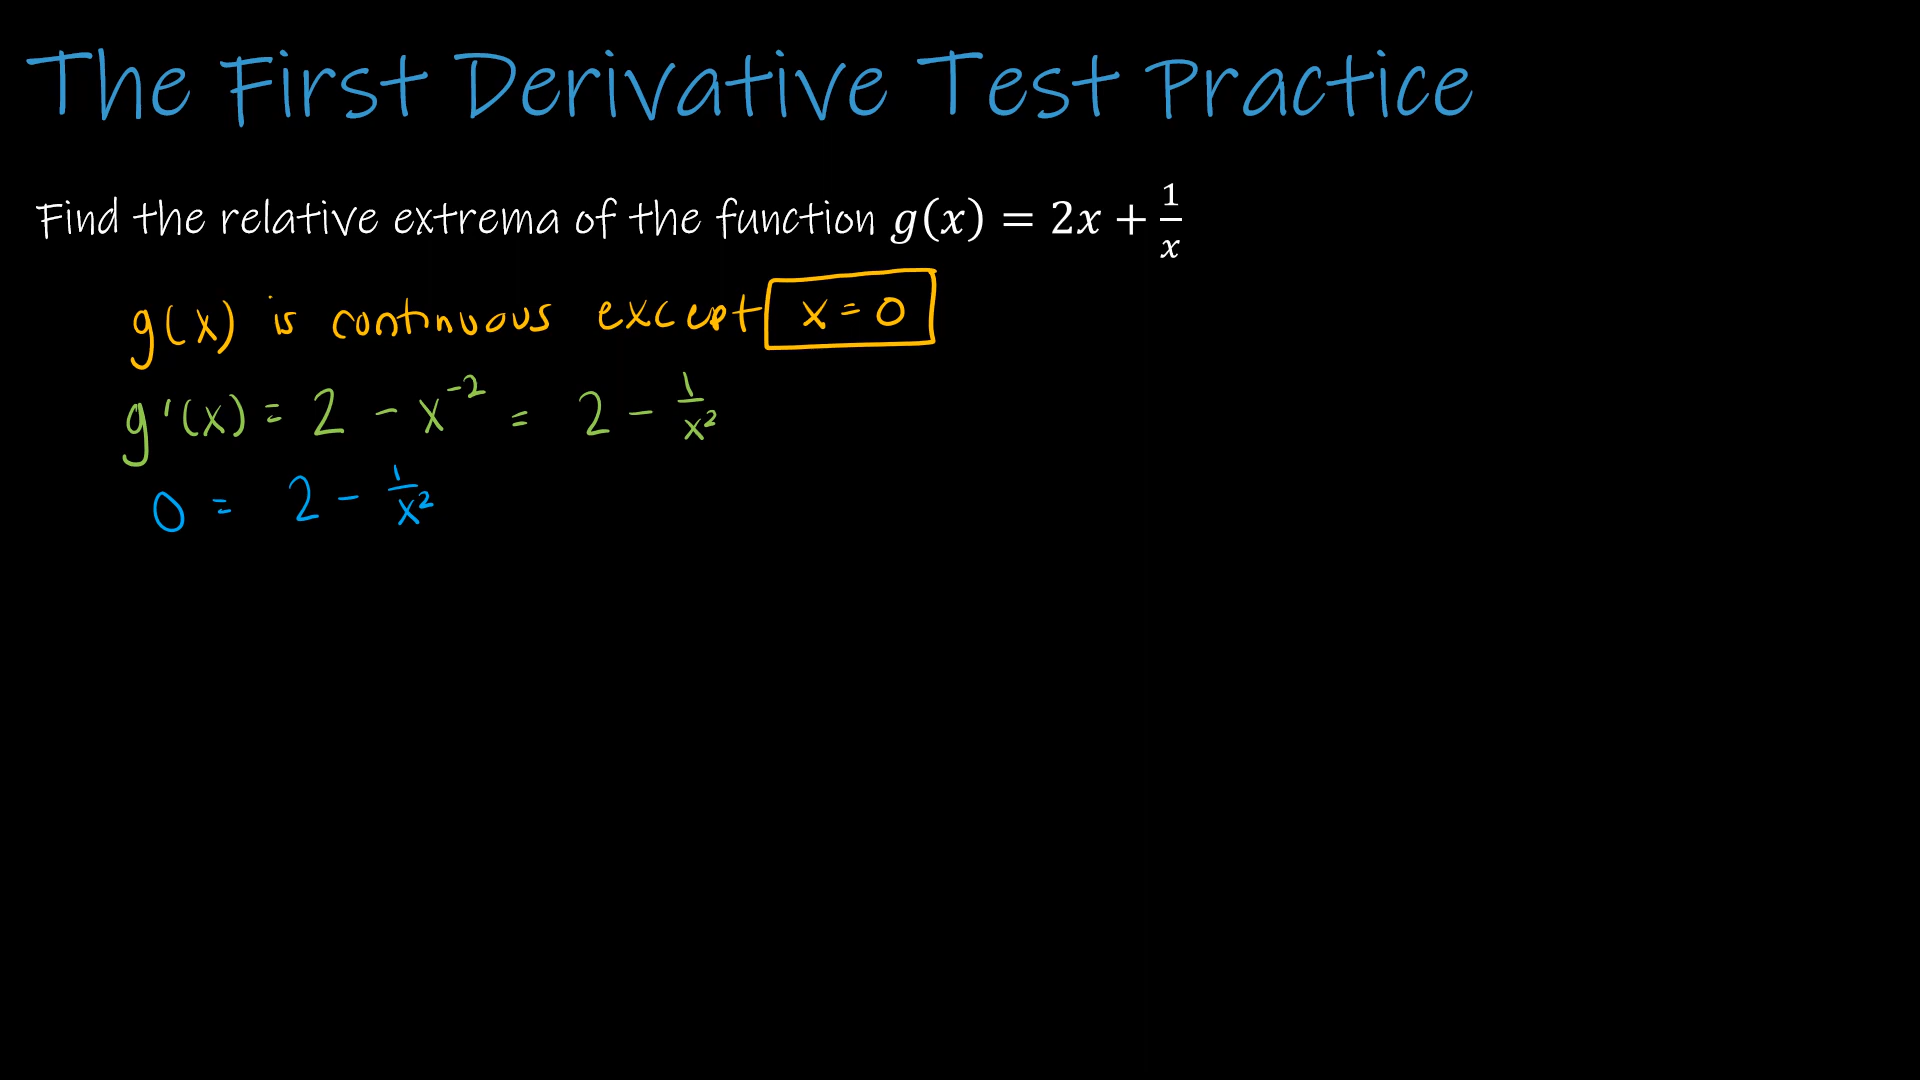 The First Derivative Test Practice
Find the relative extrema of the function g(x) = 2x + 1/x
g(x) is continuous except x = 0
g'(x) = 2 - x⁻² = 2 - 1/x²
0 = 2 - 1/x²